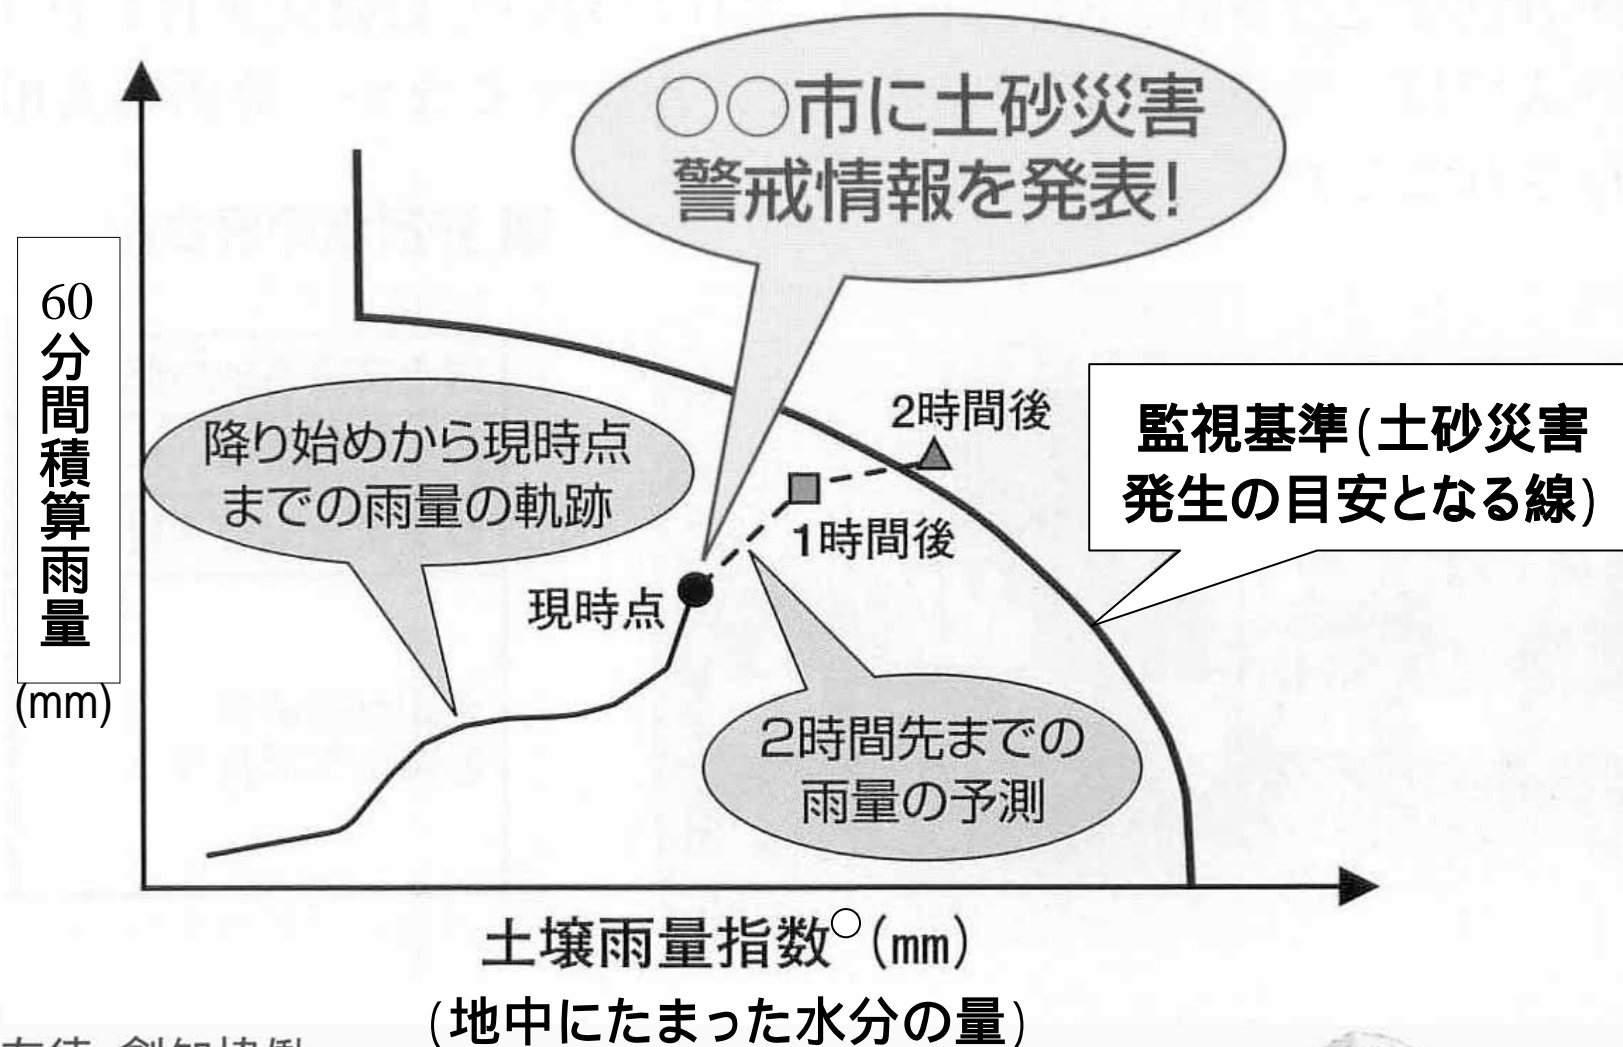 ○○市に土砂災害
警戒情報を発表!
60分間積算雨量
(mm)
降り始めから現時点
までの雨量の軌跡
2時間後
1時間後
現時点
監視基準(土砂災害
発生の目安となる線)
2時間先までの
雨量の予測
土壌雨量指数○(mm)
(地中にたまった水分の量)